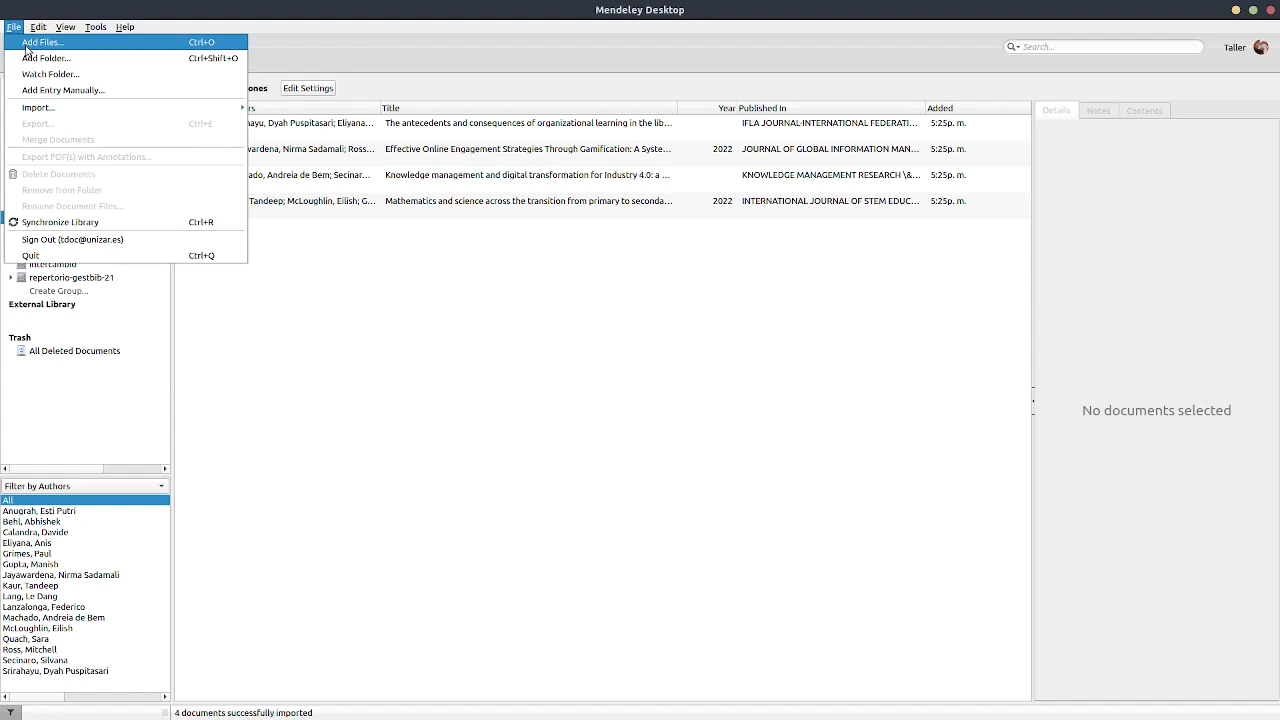 Mendeley Desktop
File Edit View Tools Help
Add Files... Ctrl+O
Add Folder... Ctrl+Shift+O
Watch Folder...
Add Entry Manually...
Import...
Export... Ctrl+E
Merge Documents
Export PDF(s) with Annotations...
Delete Documents
Remove from Folder
Rename Document Files...
Synchronize Library Ctrl+R
Sign Out (tdoc@unizar.es)
Quit Ctrl+Q
Search...
Taller
ones Edit Settings
rs Title Year Published In Added
hayu, Dyah Puspitasari; Eliyana... The antecedents and consequences of organizational learning in the lib... IFLA JOURNAL-INTERNATIONAL FEDERATI... 5:25p. m.
wardena, Nirma Sadamali; Ross... Effective Online Engagement Strategies Through Gamification: A Syste... 2022 JOURNAL OF GLOBAL INFORMATION MAN... 5:25p. m.
ado, Andreia de Bem; Secinar... Knowledge management and digital transformation for Industry 4.0: a ... KNOWLEDGE MANAGEMENT RESEARCH \&... 5:25p. m.
Tandeep; McLoughlin, Eilish; G... Mathematics and science across the transition from primary to seconda... 2022 INTERNATIONAL JOURNAL OF STEM EDUC... 5:25p. m.
Details Notes Contents
No documents selected
intercambio
repertorio-gestbib-21
Create Group...
External Library
Trash
All Deleted Documents
Filter by Authors
All
Anugrah, Esti Putri
Behl, Abhishek
Calandra, Davide
Eliyana, Anis
Grimes, Paul
Gupta, Manish
Jayawardena, Nirma Sadamali
Kaur, Tandeep
Lang, Le Dang
Lanzalonga, Federico
Machado, Andreia de Bem
McLoughlin, Eilish
Quach, Sara
Ross, Mitchell
Secinaro, Silvana
Srirahayu, Dyah Puspitasari
4 documents successfully imported